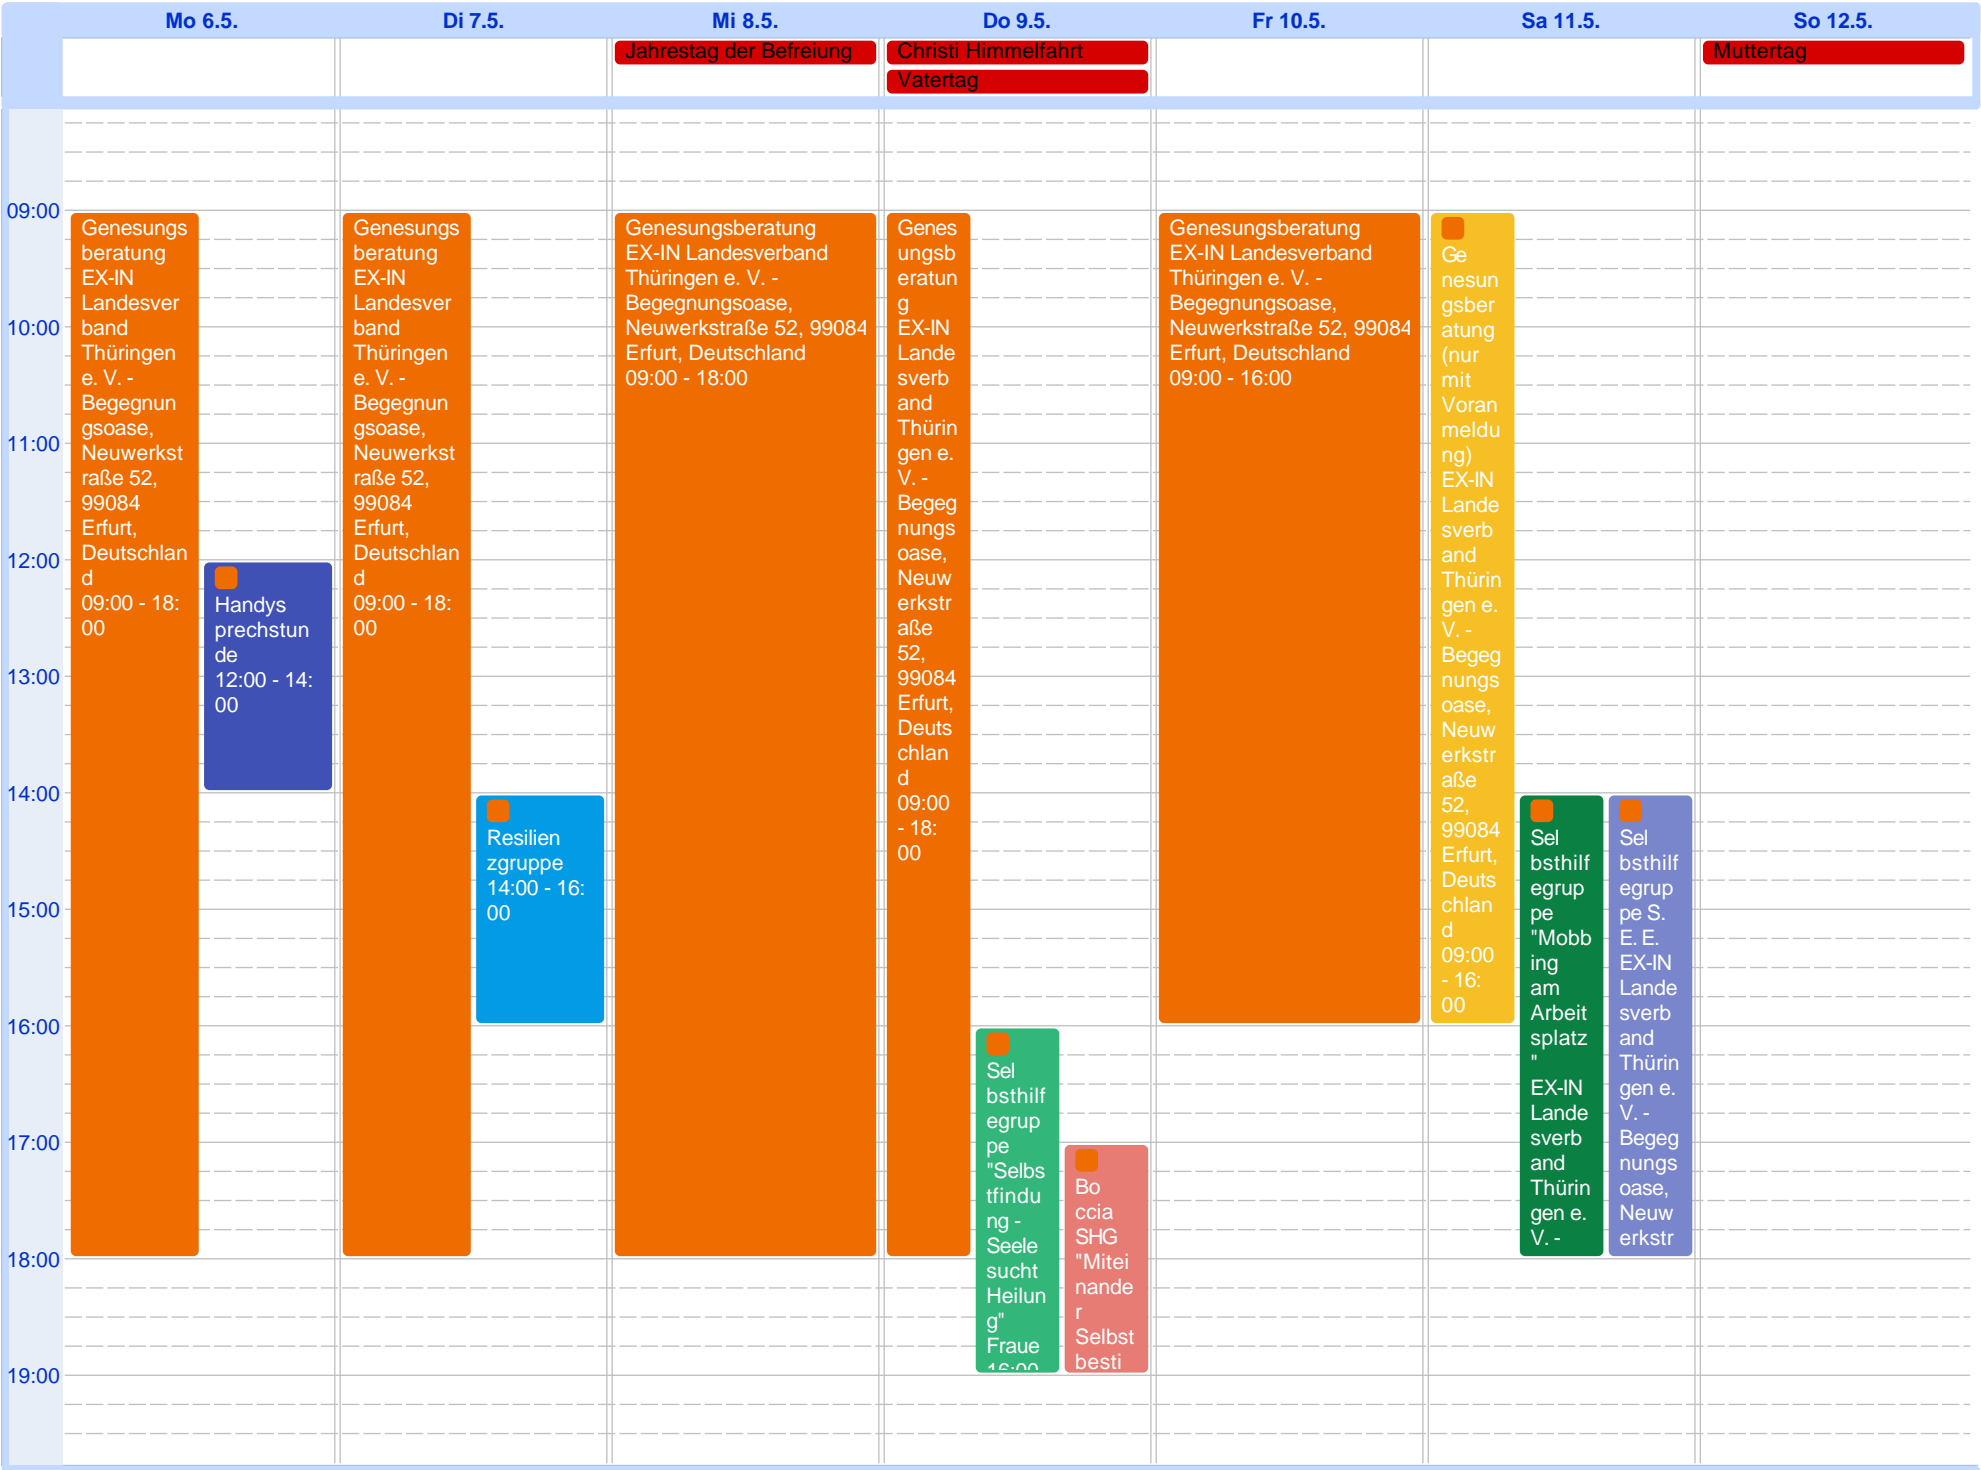 Mo 6.5.
Di 7.5.
Mi 8.5.
Do 9.5.
Fr 10.5.
Sa 11.5.
So 12.5.
Jahrestag der Befreiung
Christi Himmelfahrt
Vatertag
Muttertag
09:00
10:00
11:00
12:00
13:00
14:00
15:00
16:00
17:00
18:00
19:00
Genesungs
beratung
EX-IN
Landesver
band
Thüringen
e. V. -
Begegnun
gsoase,
Neuwerkst
raße 52,
99084
Erfurt,
Deutschlan
d
09:00 - 18:
00
Handys
prechstun
de
12:00 - 14:
00
Genesungs
beratung
EX-IN
Landesver
band
Thüringen
e. V. -
Begegnun
gsoase,
Neuwerkst
raße 52,
99084
Erfurt,
Deutschlan
d
09:00 - 18:
00
Resilien
zgruppe
14:00 - 16:
00
Genesungsberatung
EX-IN Landesverband
Thüringen e. V. -
Begegnungsoase,
Neuwerkstraße 52, 99084
Erfurt, Deutschland
09:00 - 18:00
Genes
ungsb
eratun
g
EX-IN
Lande
sverb
and
Thürin
gen e.
V. -
Begeg
nungs
oase,
Neuw
erkstr
aße
52,
99084
Erfurt,
Deuts
chlan
d
09:00
- 18:
00
Sel
bsthilf
egrup
pe
"Selbs
tfindu
ng -
Seele
sucht
Heilun
g"
Fraue
16:00
Bo
ccia
SHG
"Mitei
nande
r
Selbst
besti
Genesungsberatung
EX-IN Landesverband
Thüringen e. V. -
Begegnungsoase,
Neuwerkstraße 52, 99084
Erfurt, Deutschland
09:00 - 16:00
Ge
nesun
gsber
atung
(nur
mit
Voran
meldu
ng)
EX-IN
Lande
sverb
and
Thürin
gen e.
V. -
Begeg
nungs
oase,
Neuw
erkstr
aße
52,
99084
Erfurt,
Deuts
chlan
d
09:00
- 16:
00
Sel
bsthilf
egrup
pe
"Mobb
ing
am
Arbeit
splatz
"
EX-IN
Lande
sverb
and
Thürin
gen e.
V. -
Sel
bsthilf
egrup
pe S.
E. E.
EX-IN
Lande
sverb
and
Thürin
gen e.
V. -
Begeg
nungs
oase,
Neuw
erkstr